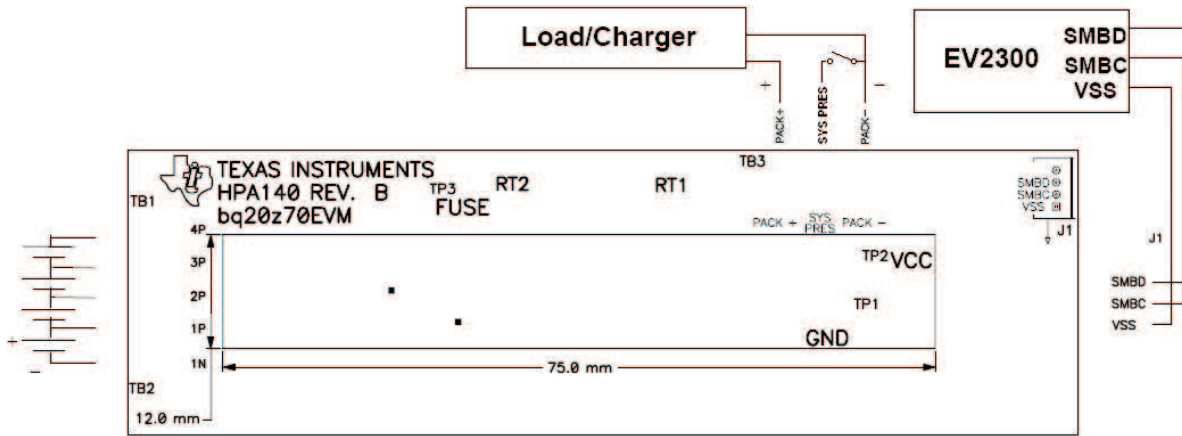 Load/Charger
EV2300
SMBD
SMBC
VSS
+
SYS PRES
−
PACK+
PACK−
TEXAS INSTRUMENTS
HPA140 REV. B
bq20z70EVM
TB1
TP3
FUSE
RT2
RT1
TB3
SMBD
SMBC
VSS
J1
PACK +
SYS
PRES
PACK −
4P
3P
2P
1P
1N
TP2
VCC
TP1
GND
75.0 mm
TB2
12.0 mm
+
−
J1
SMBD
SMBC
VSS